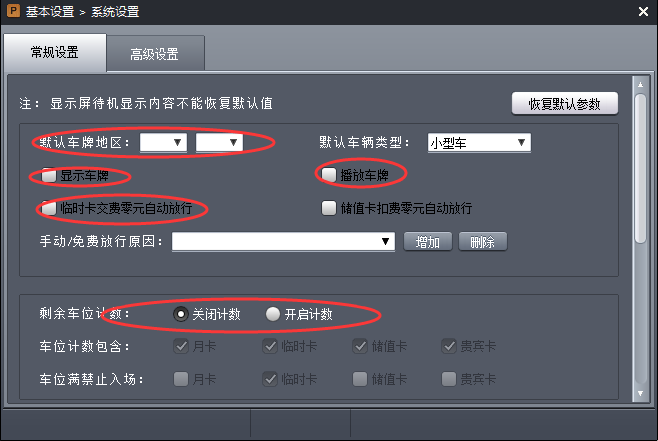 P 基本设置 > 系统设置
常规设置 高级设置
注：显示屏待机显示内容不能恢复默认值 恢复默认参数
默认车牌地区： 默认车辆类型： 小型车
显示车牌 播放车牌
临时卡交费零元自动放行 储值卡扣费零元自动放行
手动/免费放行原因： 增加 删除
剩余车位计数： 关闭计数 开启计数
车位计数包含： 月卡 临时卡 储值卡 贵宾卡
车位满禁止入场： 月卡 临时卡 储值卡 贵宾卡